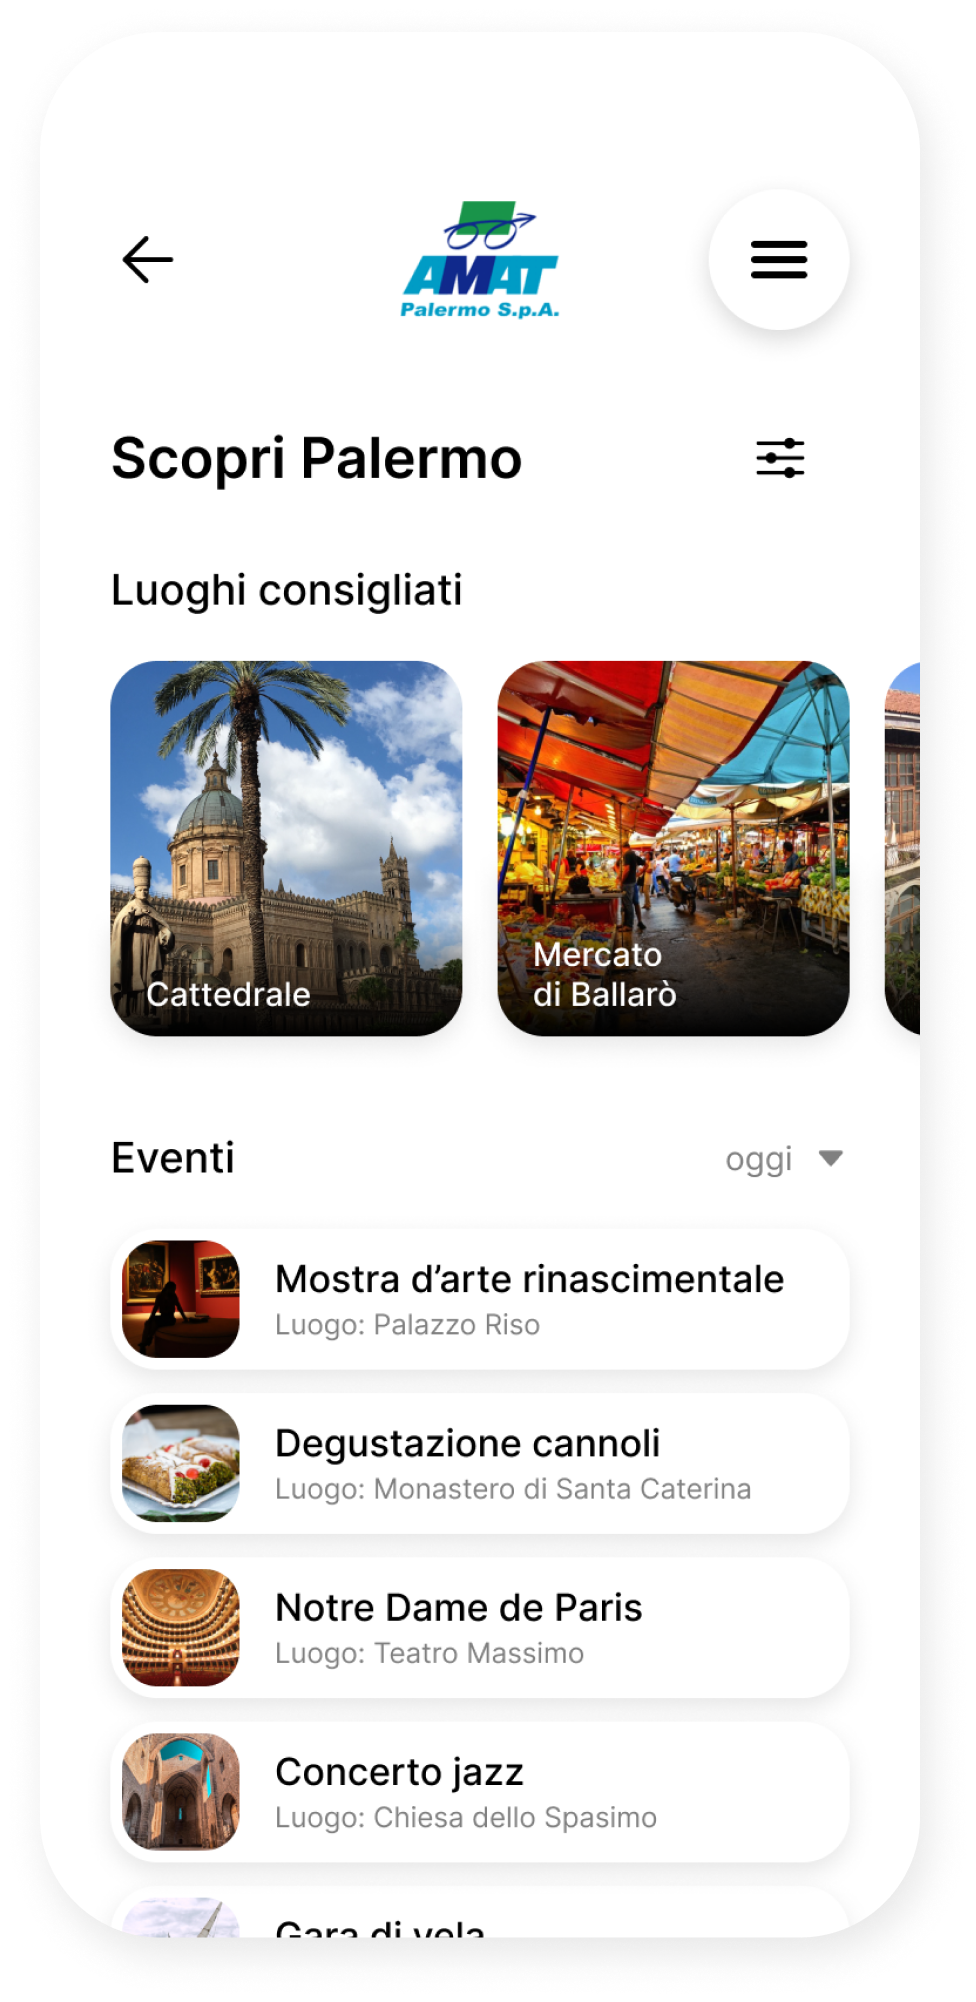 AMAT
Palermo S.p.A.
Scopri Palermo
Luoghi consigliati
Cattedrale
Mercato
di Ballarò
Eventi
oggi
Mostra d’arte rinascimentale
Luogo: Palazzo Riso
Degustazione cannoli
Luogo: Monastero di Santa Caterina
Notre Dame de Paris
Luogo: Teatro Massimo
Concerto jazz
Luogo: Chiesa dello Spasimo
Gara di vela